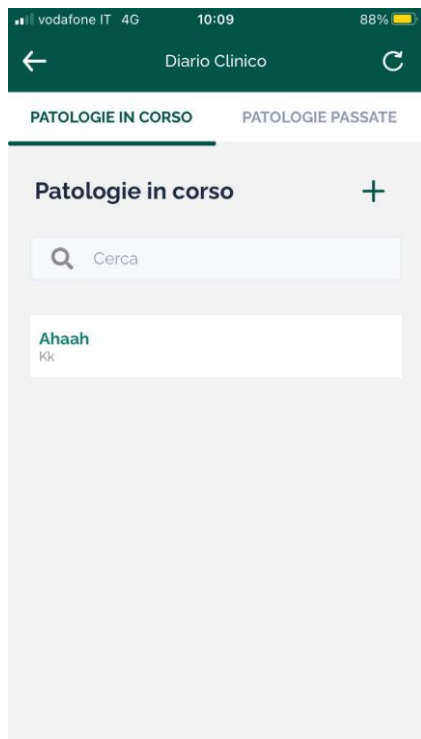 vodafone IT 4G 10:09 88%
Diario Clinico
PATOLOGIE IN CORSO PATOLOGIE PASSATE
Patologie in corso +
Cerca
Ahaah
Kk